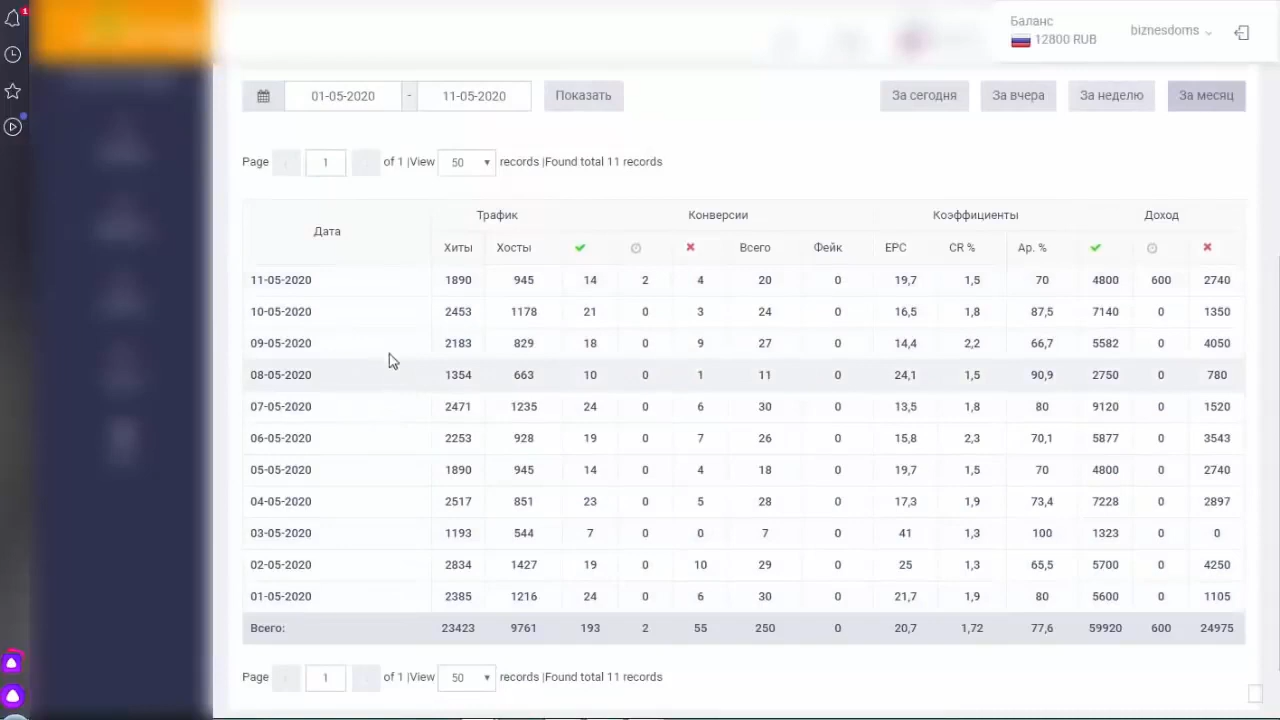 1
Баланс
12800 RUB
biznesdoms
01-05-2020 - 11-05-2020 Показать За сегодня За вчера За неделю За месяц
Page 1 of 1 |View 50 records |Found total 11 records
Дата Трафик Конверсии Коэффициенты Доход
Хиты Хосты Всего Фейк EPC CR % Ap. %
11-05-2020 1890 945 14 2 4 20 0 19,7 1,5 70 4800 600 2740
10-05-2020 2453 1178 21 0 3 24 0 16,5 1,8 87,5 7140 0 1350
09-05-2020 2183 829 18 0 9 27 0 14,4 2,2 66,7 5582 0 4050
08-05-2020 1354 663 10 0 1 11 0 24,1 1,5 90,9 2750 0 780
07-05-2020 2471 1235 24 0 6 30 0 13,5 1,8 80 9120 0 1520
06-05-2020 2253 928 19 0 7 26 0 15,8 2,3 70,1 5877 0 3543
05-05-2020 1890 945 14 0 4 18 0 19,7 1,5 70 4800 0 2740
04-05-2020 2517 851 23 0 5 28 0 17,3 1,9 73,4 7228 0 2897
03-05-2020 1193 544 7 0 0 7 0 41 1,3 100 1323 0 0
02-05-2020 2834 1427 19 0 10 29 0 25 1,3 65,5 5700 0 4250
01-05-2020 2385 1216 24 0 6 30 0 21,7 1,9 80 5600 0 1105
Всего: 23423 9761 193 2 55 250 0 20,7 1,72 77,6 59920 600 24975
Page 1 of 1 |View 50 records |Found total 11 records